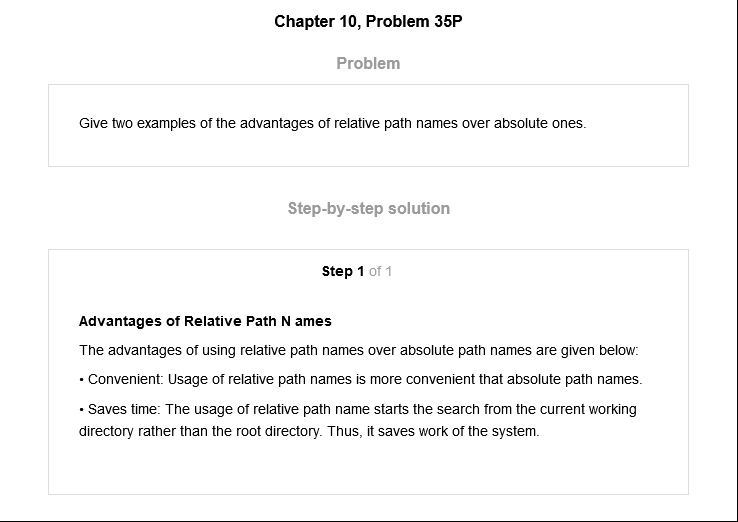 Chapter 10, Problem 35P
Problem
Give two examples of the advantages of relative path names over absolute ones.
Step-by-step solution
Step 1 of 1
Advantages of Relative Path N ames
The advantages of using relative path names over absolute path names are given below:
• Convenient: Usage of relative path names is more convenient that absolute path names.
• Saves time: The usage of relative path name starts the search from the current working
directory rather than the root directory. Thus, it saves work of the system.